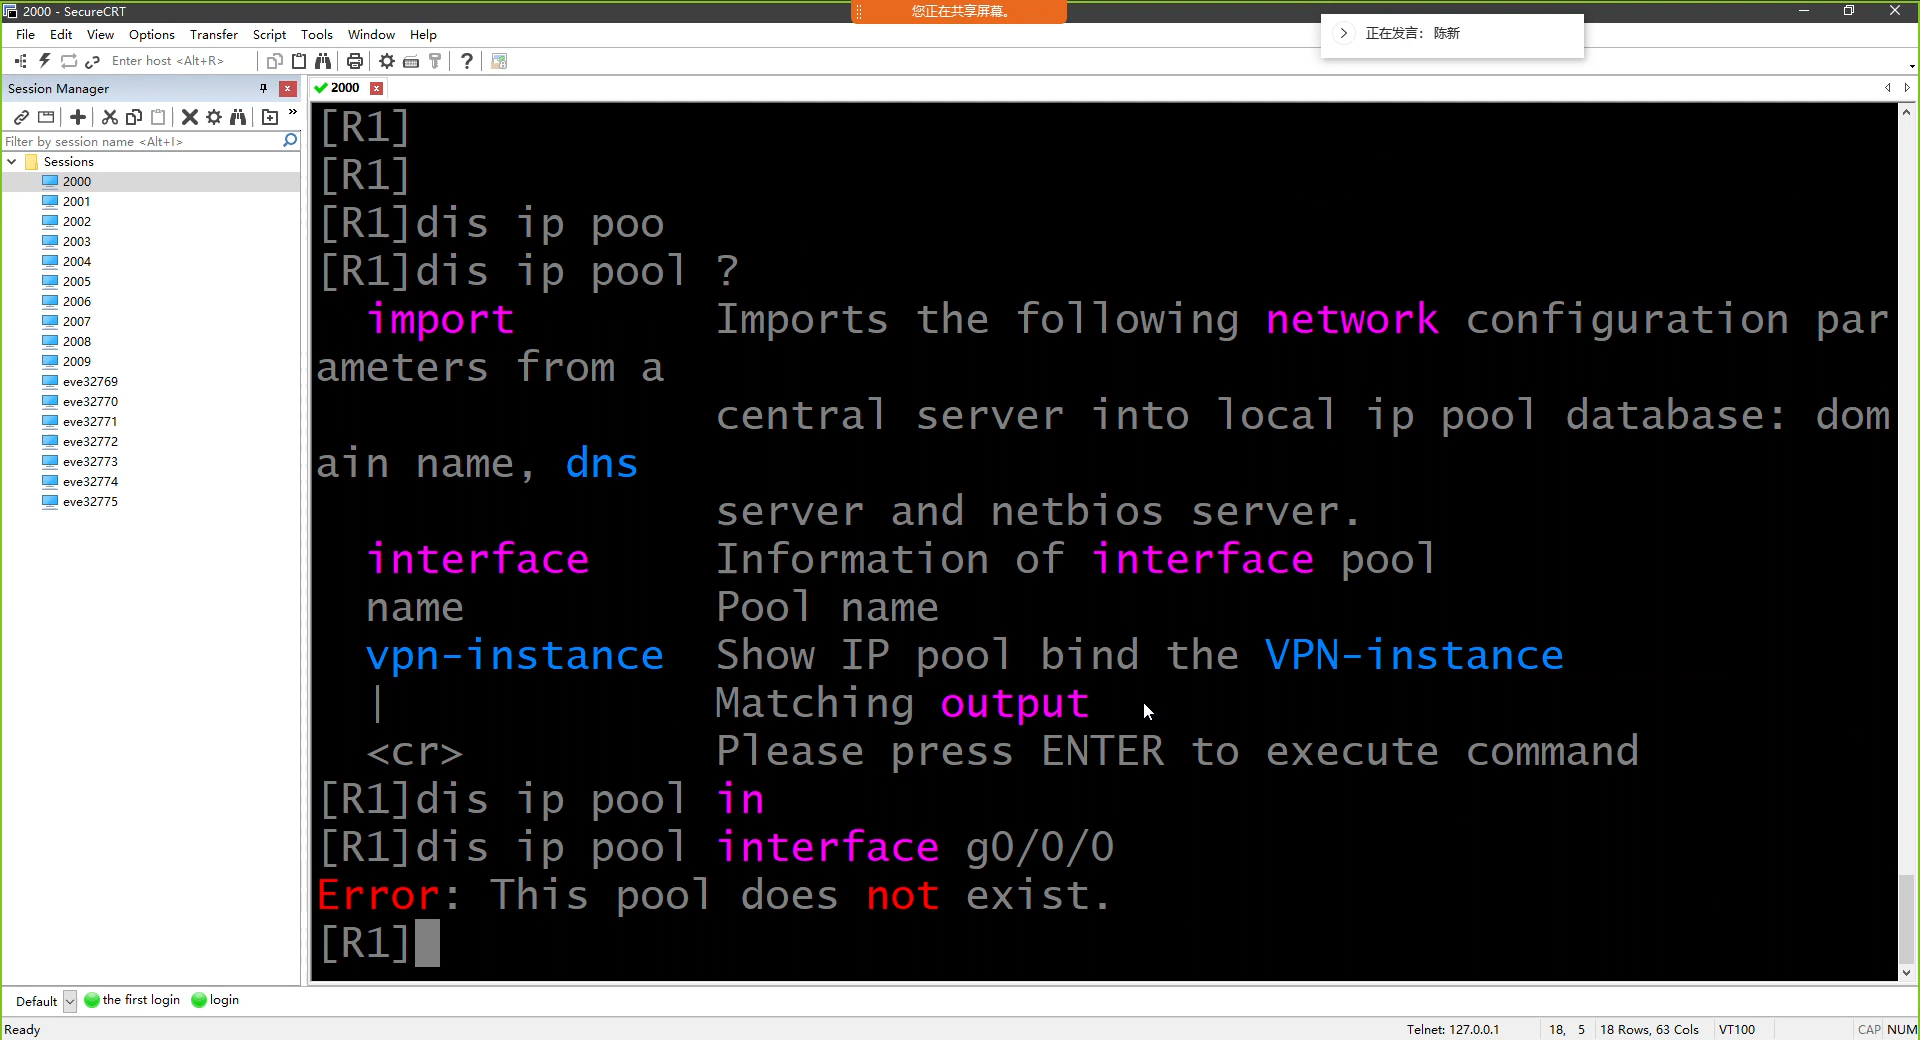 2000 - SecureCRT
您正在共享屏幕。
正在发言: 陈新
File Edit View Options Transfer Script Tools Window Help
Enter host <Alt+R>
Session Manager
2000
Filter by session name <Alt+I>
Sessions
2000
2001
2002
2003
2004
2005
2006
2007
2008
2009
eve32769
eve32770
eve32771
eve32772
eve32773
eve32774
eve32775
[R1]
[R1]
[R1]dis ip poo
[R1]dis ip pool ?
import Imports the following network configuration par
ameters from a
central server into local ip pool database: dom
ain name, dns
server and netbios server.
interface Information of interface pool
name Pool name
vpn-instance Show IP pool bind the VPN-instance
| Matching output
<cr> Please press ENTER to execute command
[R1]dis ip pool in
[R1]dis ip pool interface g0/0/0
Error: This pool does not exist.
[R1]
Default the first login login
Ready Telnet: 127.0.0.1 18, 5 18 Rows, 63 Cols VT100 CAP NUM